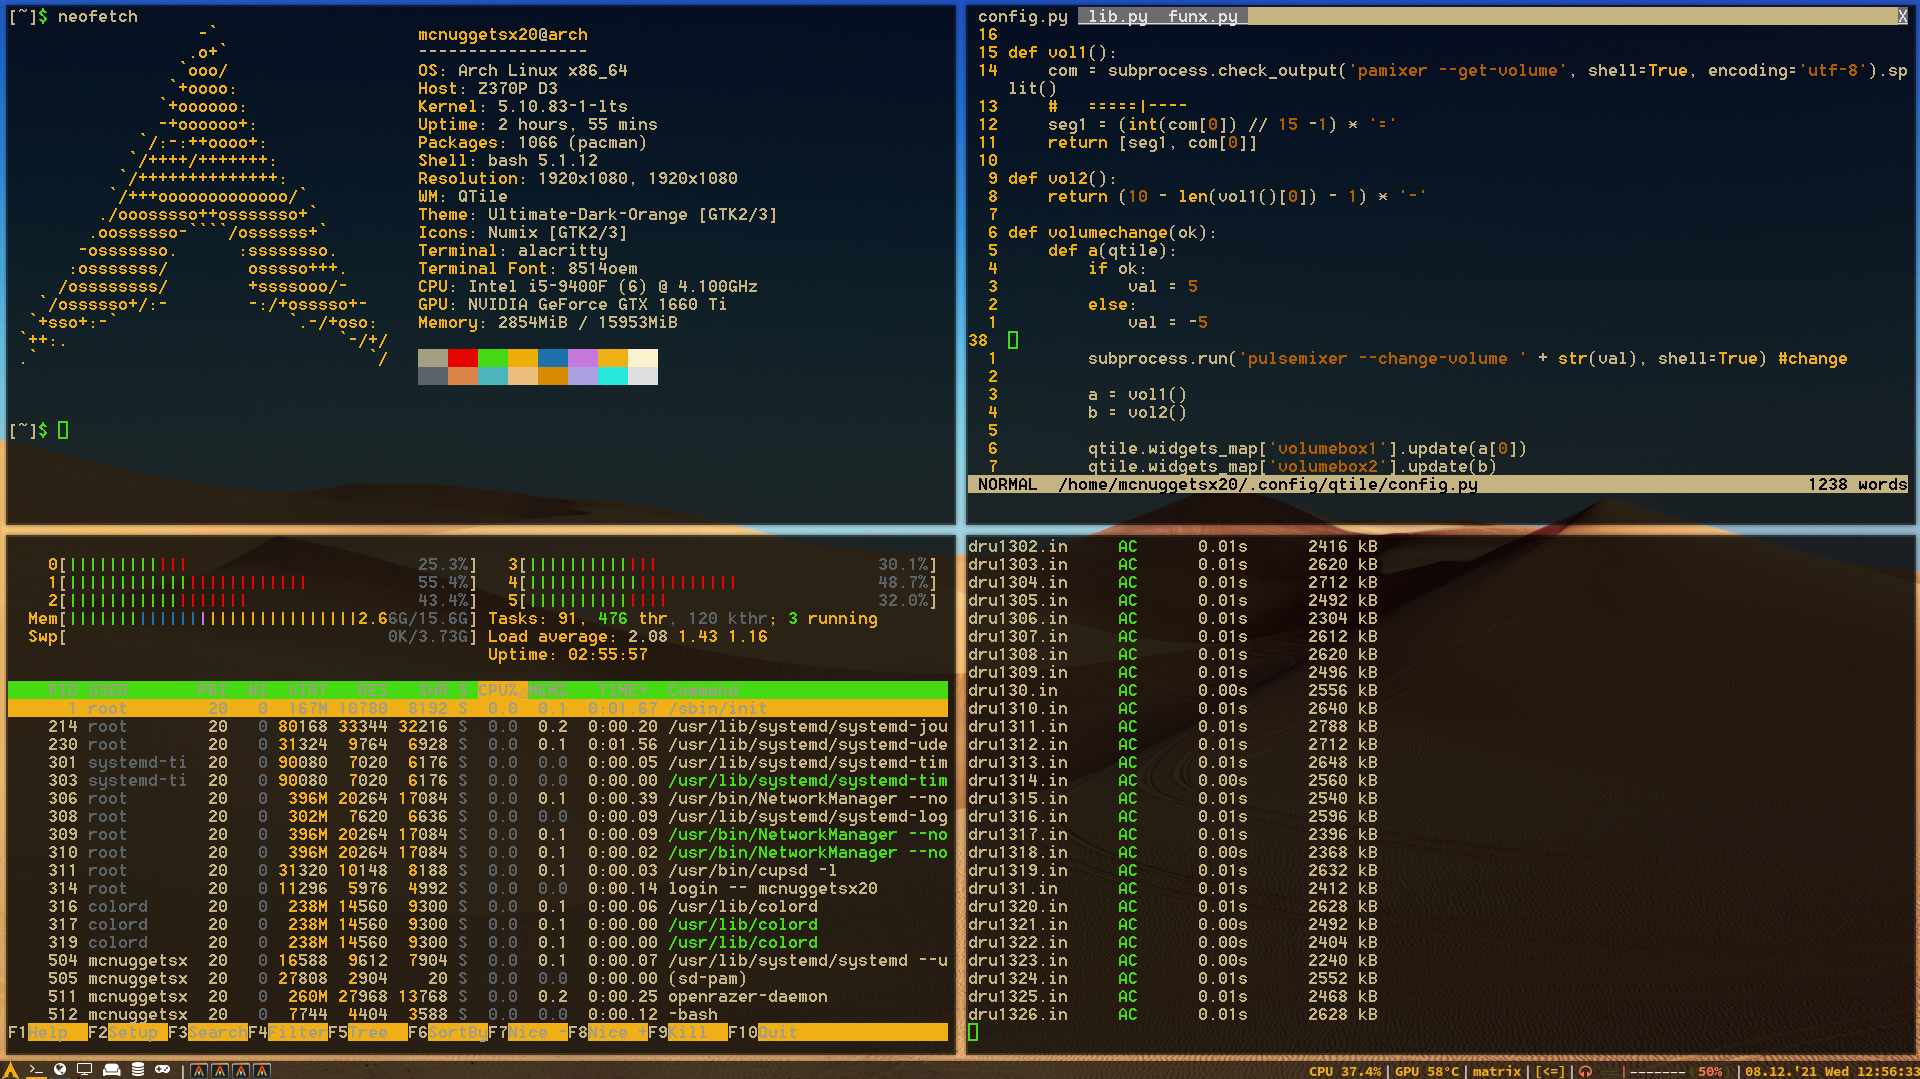 [~]$ neofetch
mcnuggetsx20@arch
-----------------
OS: Arch Linux x86_64
Host: Z370P D3
Kernel: 5.10.83-1-lts
Uptime: 2 hours, 55 mins
Packages: 1066 (pacman)
Shell: bash 5.1.12
Resolution: 1920x1080, 1920x1080
WM: QTile
Theme: Ultimate-Dark-Orange [GTK2/3]
Icons: Numix [GTK2/3]
Terminal: alacritty
Terminal Font: 8514oem
CPU: Intel i5-9400F (6) @ 4.100GHz
GPU: NVIDIA GeForce GTX 1660 Ti
Memory: 2854MiB / 15953MiB
[~]$
config.py lib.py funx.py X
16
15 def vol1():
14 com = subprocess.check_output('pamixer --get-volume', shell=True, encoding='utf-8').sp
lit()
13 # =====|----
12 seg1 = (int(com[0]) // 15 -1) * '='
11 return [seg1, com[0]]
10
9 def vol2():
8 return (10 - len(vol1()[0]) - 1) * '-'
7
6 def volumechange(ok):
5 def a(qtile):
4 if ok:
3 val = 5
2 else:
1 val = -5
38
1 subprocess.run('pulsemixer --change-volume ' + str(val), shell=True) #change
2
3 a = vol1()
4 b = vol2()
5
6 qtile.widgets_map['volumebox1'].update(a[0])
7 qtile.widgets_map['volumebox2'].update(b)
NORMAL /home/mcnuggetsx20/.config/qtile/config.py 1238 words
0[|||||||||||| 25.3%] 3[||||||||||||| 30.1%]
1[|||||||||||||||||||||||| 55.4%] 4[||||||||||||||||||||| 48.7%]
2[|||||||||||||||||| 43.4%] 5[|||||||||||||| 32.0%]
Mem[|||||||||||||||||||||||||||||2.66G/15.6G] Tasks: 91, 476 thr, 120 kthr; 3 running
Swp[ 0K/3.73G] Load average: 2.08 1.43 1.16
Uptime: 02:55:57
PID USER PRI NI VIRT RES SHR S CPU%△MEM% TIME+ Command
1 root 20 0 167M 10780 8192 S 0.0 0.1 0:01.67 /sbin/init
214 root 20 0 80168 33344 32216 S 0.0 0.2 0:00.20 /usr/lib/systemd/systemd-jou
230 root 20 0 31324 9764 6928 S 0.0 0.1 0:01.56 /usr/lib/systemd/systemd-ude
301 systemd-ti 20 0 90080 7020 6176 S 0.0 0.0 0:00.05 /usr/lib/systemd/systemd-tim
303 systemd-ti 20 0 90080 7020 6176 S 0.0 0.0 0:00.00 /usr/lib/systemd/systemd-tim
306 root 20 0 396M 20264 17084 S 0.0 0.1 0:00.39 /usr/bin/NetworkManager --no
308 root 20 0 302M 7620 6636 S 0.0 0.0 0:00.09 /usr/lib/systemd/systemd-log
309 root 20 0 396M 20264 17084 S 0.0 0.1 0:00.09 /usr/bin/NetworkManager --no
310 root 20 0 396M 20264 17084 S 0.0 0.1 0:00.02 /usr/bin/NetworkManager --no
311 root 20 0 31320 10148 8188 S 0.0 0.1 0:00.03 /usr/bin/cupsd -l
314 root 20 0 11296 5976 4992 S 0.0 0.0 0:00.14 login -- mcnuggetsx20
316 colord 20 0 238M 14560 9300 S 0.0 0.1 0:00.06 /usr/lib/colord
317 colord 20 0 238M 14560 9300 S 0.0 0.1 0:00.00 /usr/lib/colord
319 colord 20 0 238M 14560 9300 S 0.0 0.1 0:00.00 /usr/lib/colord
504 mcnuggetsx 20 0 16588 9612 7904 S 0.0 0.1 0:00.07 /usr/lib/systemd/systemd --u
505 mcnuggetsx 20 0 27808 2904 20 S 0.0 0.0 0:00.00 (sd-pam)
511 mcnuggetsx 20 0 260M 27968 13768 S 0.0 0.2 0:00.25 openrazer-daemon
512 mcnuggetsx 20 0 7744 4404 3588 S 0.0 0.0 0:00.12 -bash
F1Help F2Setup F3SearchF4FilterF5Tree F6SortByF7Nice -F8Nice +F9Kill F10Quit
dru1302.in AC 0.01s 2416 kB
dru1303.in AC 0.01s 2620 kB
dru1304.in AC 0.01s 2712 kB
dru1305.in AC 0.01s 2492 kB
dru1306.in AC 0.01s 2304 kB
dru1307.in AC 0.01s 2612 kB
dru1308.in AC 0.01s 2620 kB
dru1309.in AC 0.01s 2496 kB
dru130.in AC 0.00s 2556 kB
dru1310.in AC 0.01s 2640 kB
dru1311.in AC 0.01s 2788 kB
dru1312.in AC 0.01s 2712 kB
dru1313.in AC 0.01s 2648 kB
dru1314.in AC 0.00s 2560 kB
dru1315.in AC 0.01s 2540 kB
dru1316.in AC 0.01s 2596 kB
dru1317.in AC 0.01s 2396 kB
dru1318.in AC 0.00s 2368 kB
dru1319.in AC 0.01s 2632 kB
dru131.in AC 0.01s 2412 kB
dru1320.in AC 0.01s 2628 kB
dru1321.in AC 0.00s 2492 kB
dru1322.in AC 0.00s 2404 kB
dru1323.in AC 0.00s 2240 kB
dru1324.in AC 0.01s 2552 kB
dru1325.in AC 0.01s 2468 kB
dru1326.in AC 0.01s 2628 kB
CPU 37.4%|GPU 58°C|matrix|[<=]| ==|------- 50% |08.12.'21 Wed 12:56:33